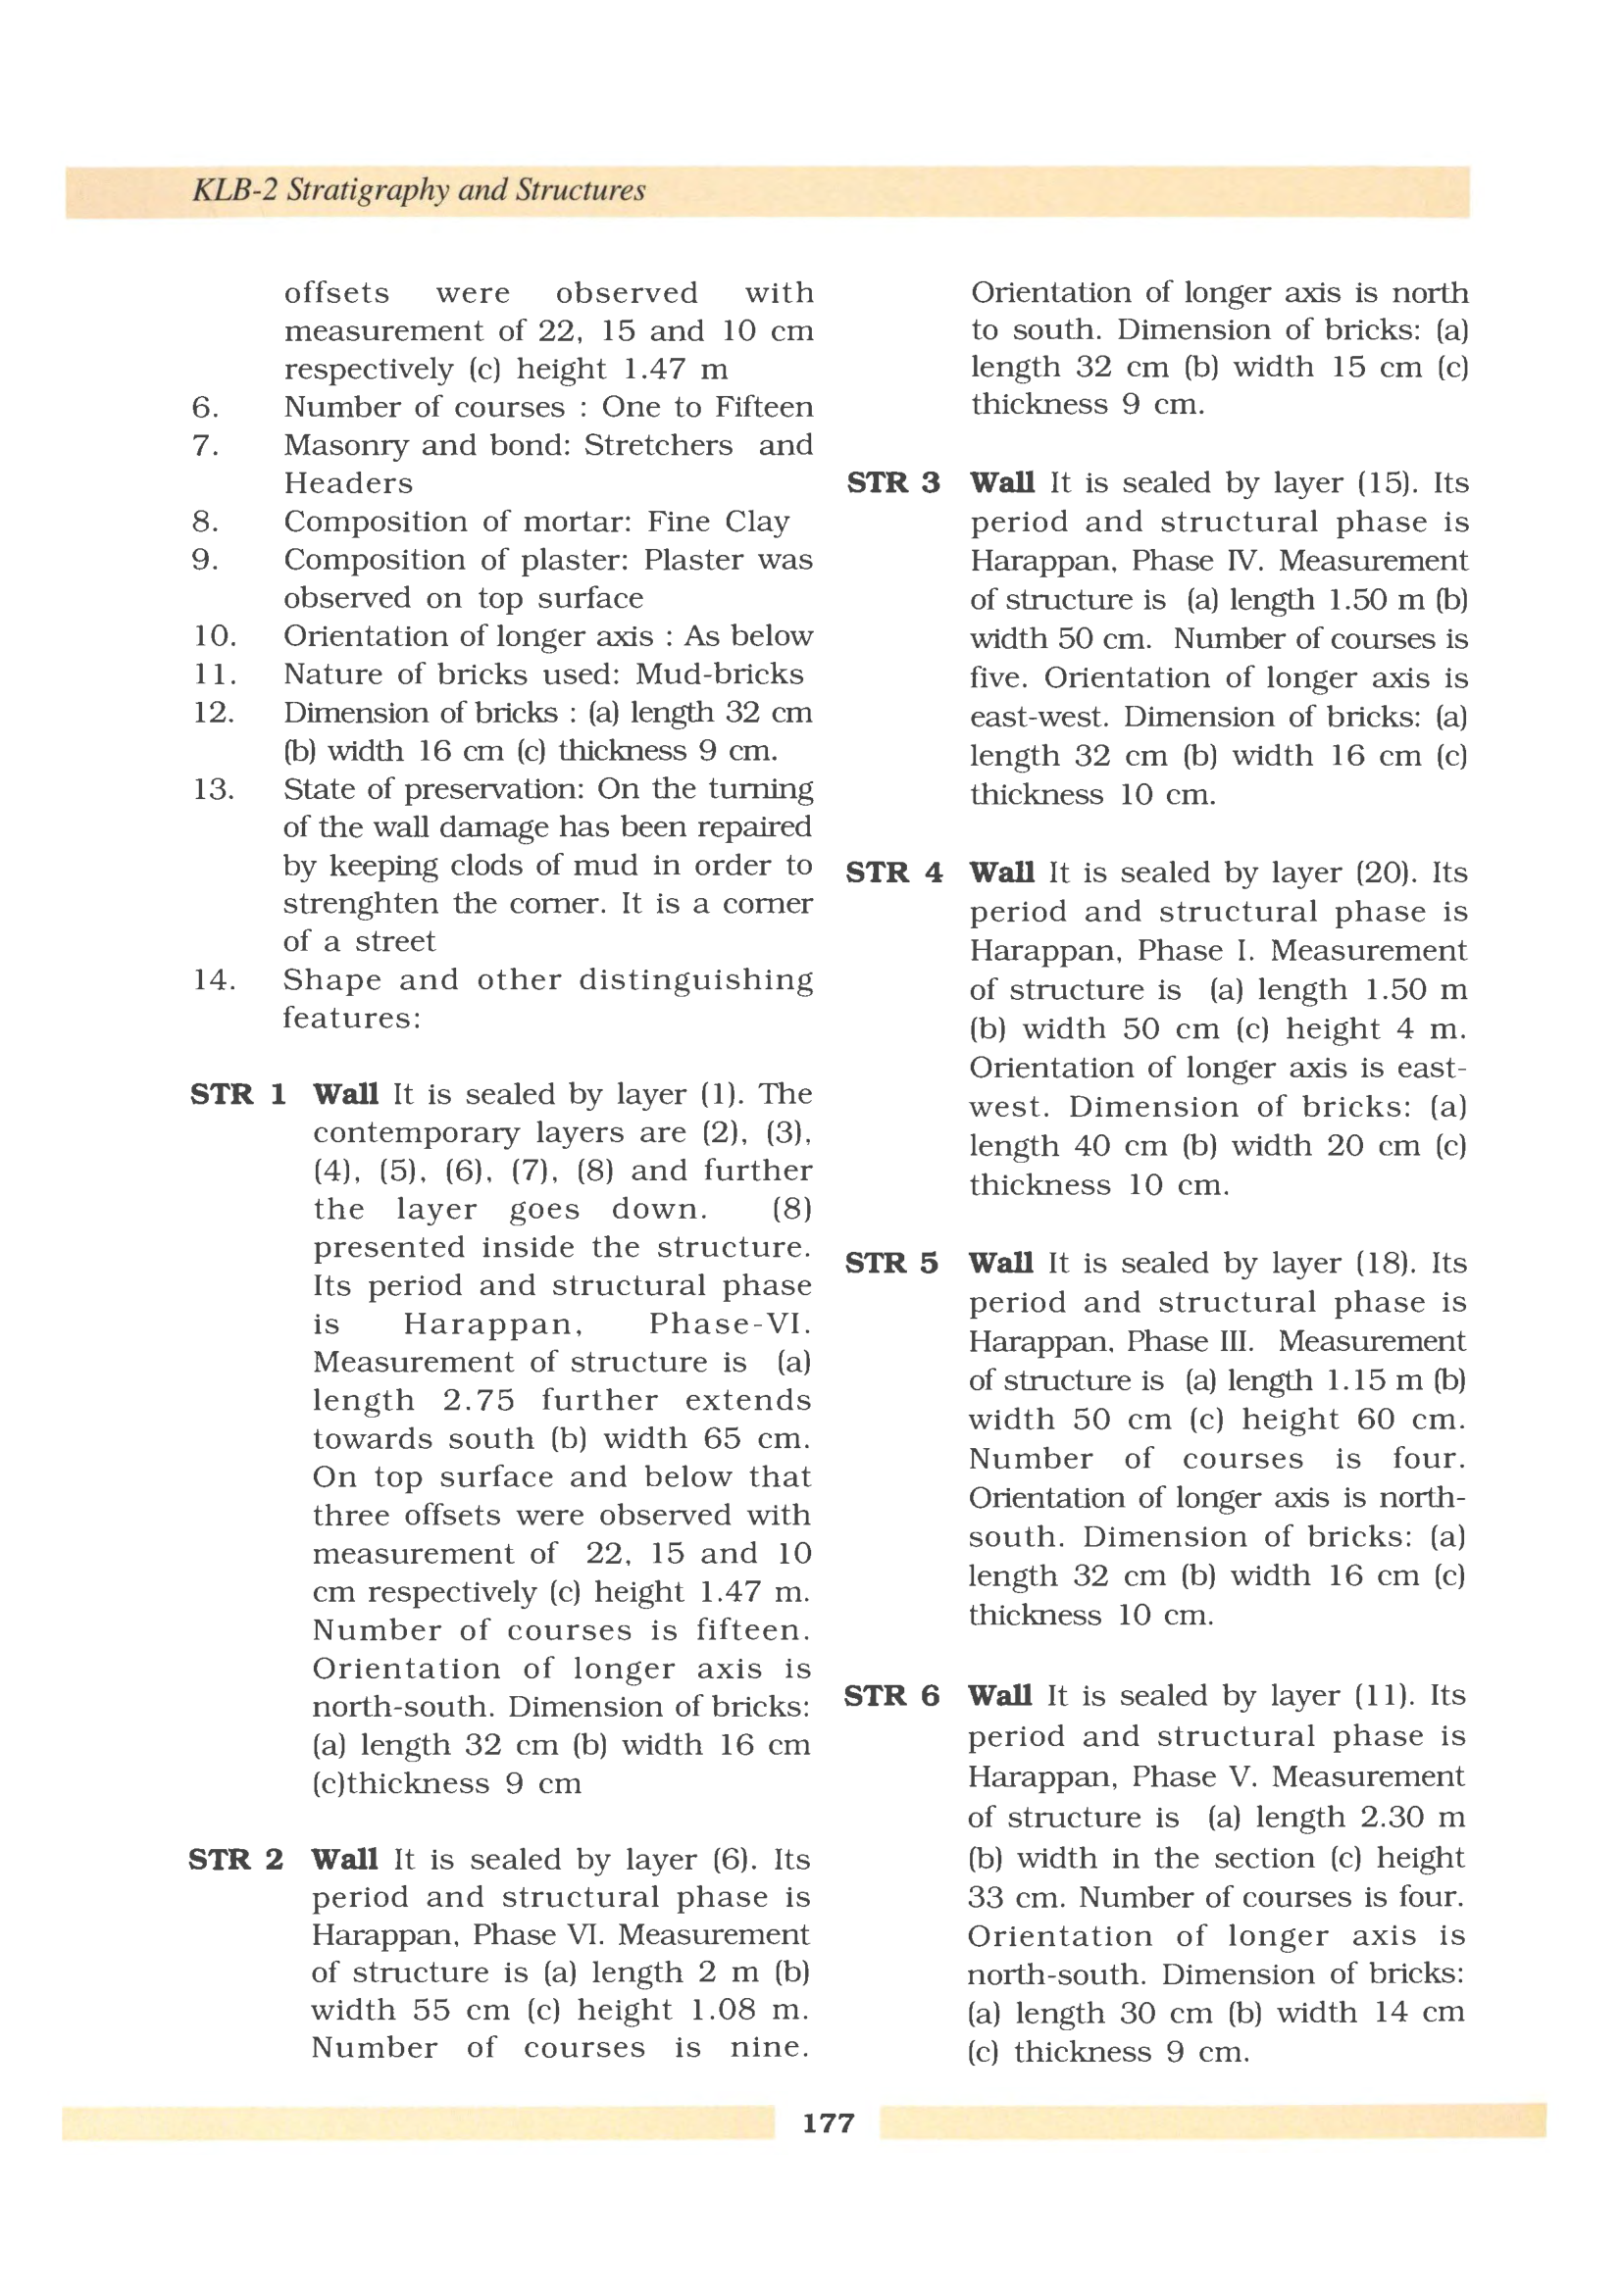 KLB-2 Stratigraphy and Structures
offsets were observed with
measurement of 22, 15 and 10 cm
respectively (c) height 1.47 m
6. Number of courses : One to Fifteen
7. Masonry and bond: Stretchers and
Headers
8. Composition of mortar: Fine Clay
9. Composition of plaster: Plaster was
observed on top surface
10. Orientation of longer axis : As below
11. Nature of bricks used: Mud-bricks
12. Dimension of bricks : (a) length 32 cm
(b) width 16 cm (c) thickness 9 cm.
13. State of preservation: On the turning
of the wall damage has been repaired
by keeping clods of mud in order to
strenghten the corner. It is a corner
of a street
14. Shape and other distinguishing
features:
STR 1 Wall It is sealed by layer (1). The
contemporary layers are (2), (3),
(4), (5), (6), (7), (8) and further
the layer goes down. (8)
presented inside the structure.
Its period and structural phase
is Harappan, Phase-VI.
Measurement of structure is (a)
length 2.75 further extends
towards south (b) width 65 cm.
On top surface and below that
three offsets were observed with
measurement of 22, 15 and 10
cm respectively (c) height 1.47 m.
Number of courses is fifteen.
Orientation of longer axis is
north-south. Dimension of bricks:
(a) length 32 cm (b) width 16 cm
(c)thickness 9 cm
STR 2 Wall It is sealed by layer (6). Its
period and structural phase is
Harappan, Phase VI. Measurement
of structure is (a) length 2 m (b)
width 55 cm (c) height 1.08 m.
Number of courses is nine.
Orientation of longer axis is north
to south. Dimension of bricks: (a)
length 32 cm (b) width 15 cm (c)
thickness 9 cm.
STR 3 Wall It is sealed by layer (15). Its
period and structural phase is
Harappan, Phase IV. Measurement
of structure is (a) length 1.50 m (b)
width 50 cm. Number of courses is
five. Orientation of longer axis is
east-west. Dimension of bricks: (a)
length 32 cm (b) width 16 cm (c)
thickness 10 cm.
STR 4 Wall It is sealed by layer (20). Its
period and structural phase is
Harappan, Phase I. Measurement
of structure is (a) length 1.50 m
(b) width 50 cm (c) height 4 m.
Orientation of longer axis is east-
west. Dimension of bricks: (a)
length 40 cm (b) width 20 cm (c)
thickness 10 cm.
STR 5 Wall It is sealed by layer (18). Its
period and structural phase is
Harappan, Phase III. Measurement
of structure is (a) length 1.15 m (b)
width 50 cm (c) height 60 cm.
Number of courses is four.
Orientation of longer axis is north-
south. Dimension of bricks: (a)
length 32 cm (b) width 16 cm (c)
thickness 10 cm.
STR 6 Wall It is sealed by layer (11). Its
period and structural phase is
Harappan, Phase V. Measurement
of structure is (a) length 2.30 m
(b) width in the section (c) height
33 cm. Number of courses is four.
Orientation of longer axis is
north-south. Dimension of bricks:
(a) length 30 cm (b) width 14 cm
(c) thickness 9 cm.
177